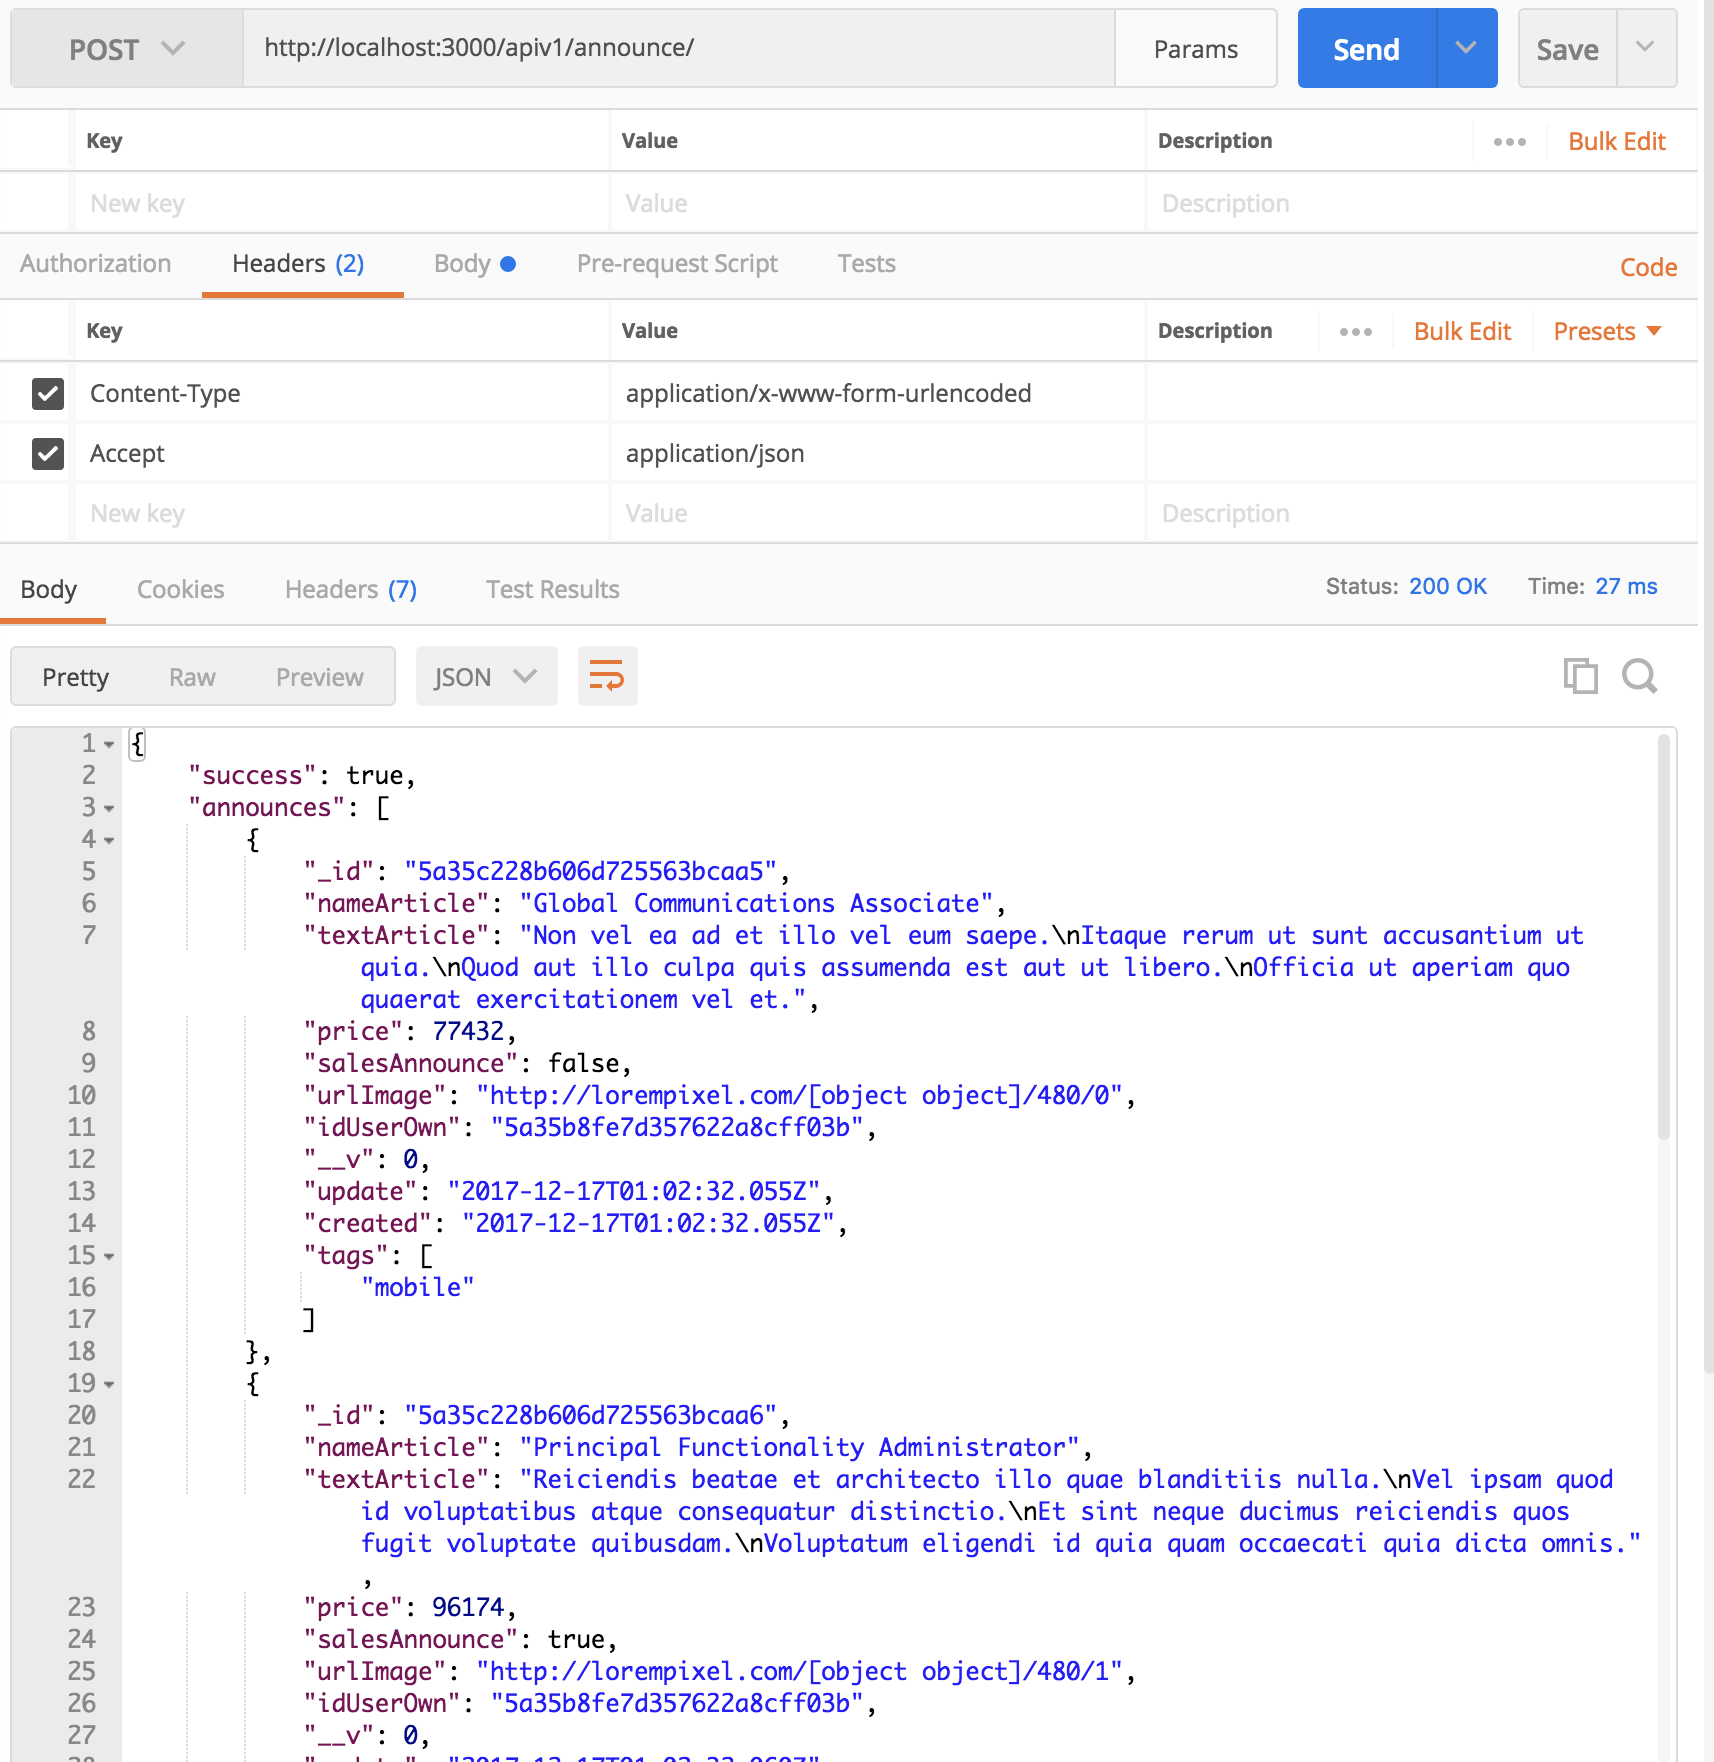 POST http://localhost:3000/apiv1/announce/ Params Send Save
Key Value Description ••• Bulk Edit
New key Value Description
Authorization Headers (2) Body Pre-request Script Tests Code
Key Value Description ••• Bulk Edit Presets
Content-Type application/x-www-form-urlencoded
Accept application/json
New key Value Description
Body Cookies Headers (7) Test Results Status: 200 OK Time: 27 ms
Pretty Raw Preview JSON
1 {
2 "success": true,
3 "announces": [
4 {
5 "_id": "5a35c228b606d725563bcaa5",
6 "nameArticle": "Global Communications Associate",
7 "textArticle": "Non vel ea ad et illo vel eum saepe.\nItaque rerum ut sunt accusantium ut
quia.\nQuod aut illo culpa quis assumenda est aut ut libero.\nOfficia ut aperiam quo
quaerat exercitationem vel et.",
8 "price": 77432,
9 "salesAnnounce": false,
10 "urlImage": "http://lorempixel.com/[object object]/480/0",
11 "idUserOwn": "5a35b8fe7d357622a8cff03b",
12 "__v": 0,
13 "update": "2017-12-17T01:02:32.055Z",
14 "created": "2017-12-17T01:02:32.055Z",
15 "tags": [
16 "mobile"
17 ]
18 },
19 {
20 "_id": "5a35c228b606d725563bcaa6",
21 "nameArticle": "Principal Functionality Administrator",
22 "textArticle": "Reiciendis beatae et architecto illo quae blanditiis nulla.\nVel ipsam quod
id voluptatibus atque consequatur distinctio.\nEt sint neque ducimus reiciendis quos
fugit voluptate quibusdam.\nVoluptatum eligendi id quia quam occaecati quia dicta omnis."
,
23 "price": 96174,
24 "salesAnnounce": true,
25 "urlImage": "http://lorempixel.com/[object object]/480/1",
26 "idUserOwn": "5a35b8fe7d357622a8cff03b",
27 "__v": 0,